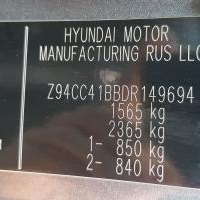 HYUNDAI MOTOR
MANUFACTURING RUS LLC
Z94CC41BBDR149694
1565 kg
2365 kg
1- 850 kg
2- 840 kg